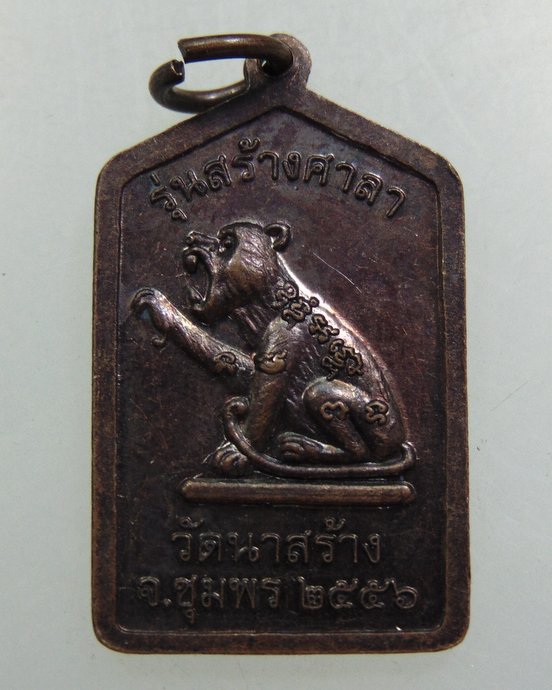 รุ่นสร้างศาลา
วัดนาสร้าง
จ.ชุมพร ๒๕๕๖